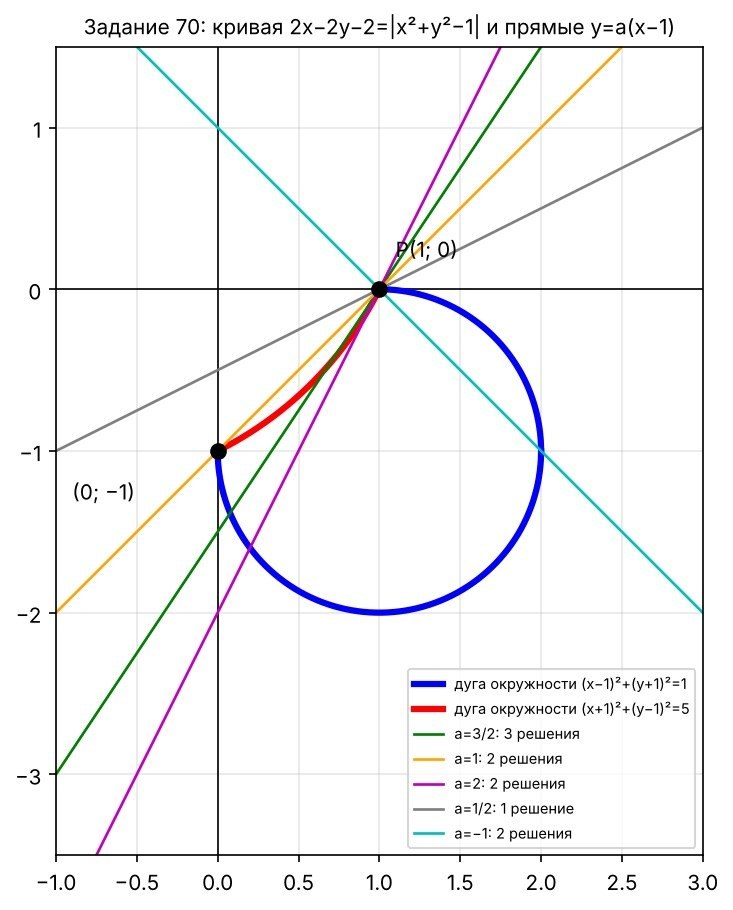 Задание 70: кривая 2x−2y−2=|x²+y²−1| и прямые y=a(x−1)
1
P(1; 0)
0
−1
(0; −1)
−2
дуга окружности (x−1)²+(y+1)²=1
дуга окружности (x+1)²+(y−1)²=5
a=3/2: 3 решения
a=1: 2 решения
−3
a=2: 2 решения
a=1/2: 1 решение
a=−1: 2 решения
−1.0 −0.5 0.0 0.5 1.0 1.5 2.0 2.5 3.0